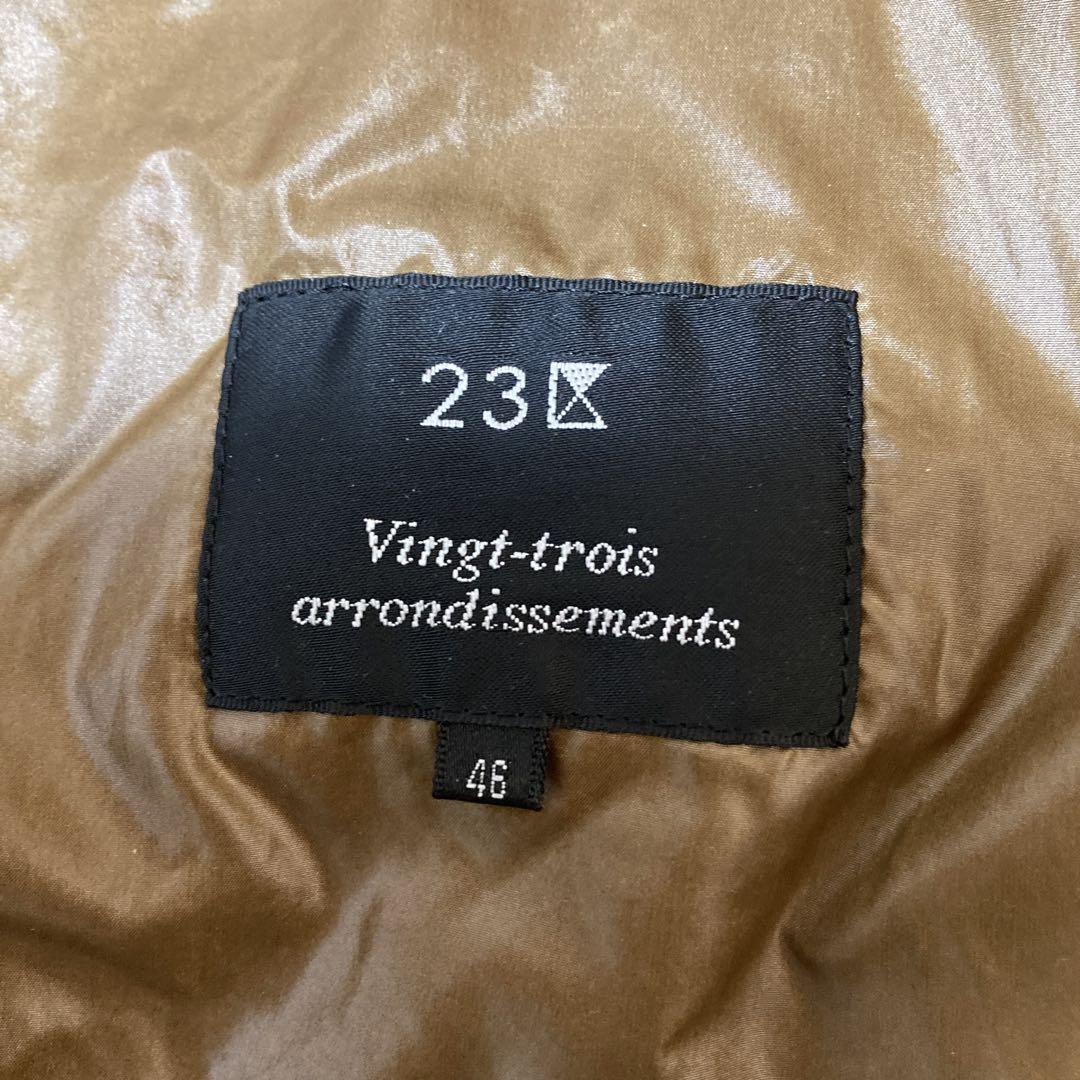 23区
Vingt-trois
arrondissements
46